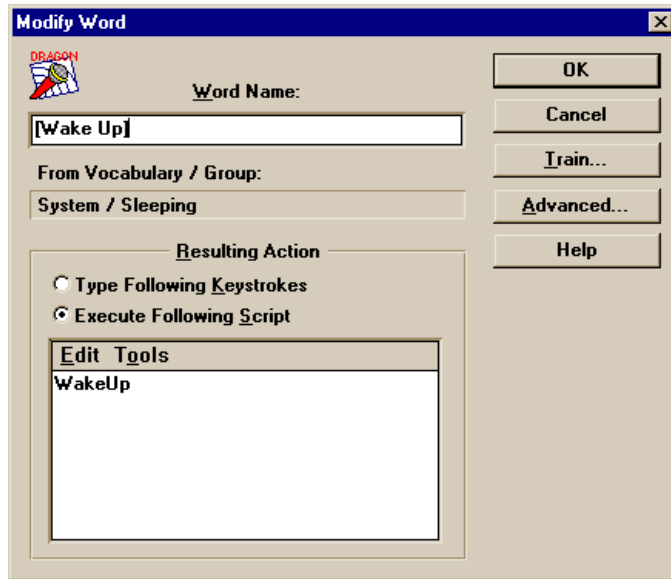 Modify Word
DRAGON
Word Name:
[Wake Up]
From Vocabulary / Group:
System / Sleeping
Resulting Action
Type Following Keystrokes
Execute Following Script
Edit Tools
WakeUp
OK
Cancel
Train...
Advanced...
Help